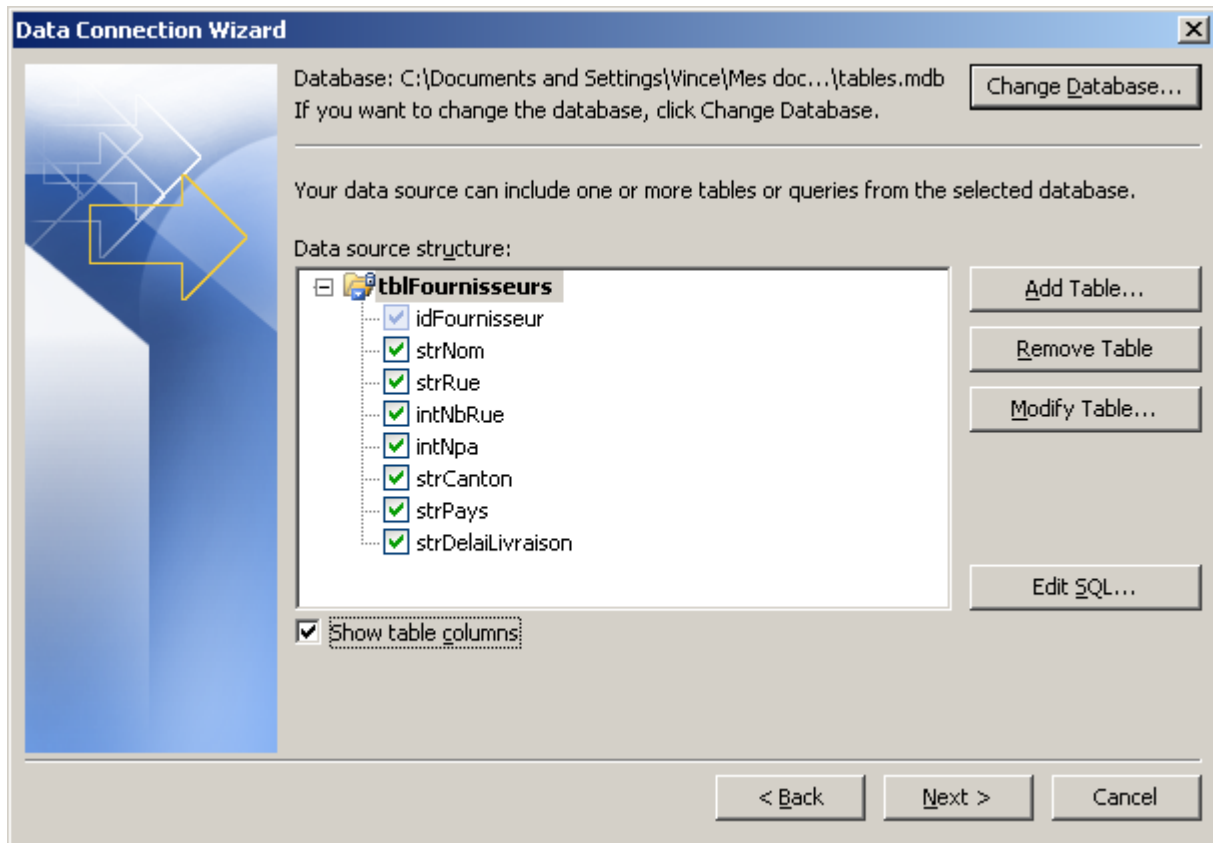 Data Connection Wizard
Database: C:\Documents and Settings\Vince\Mes doc...\tables.mdb
If you want to change the database, click Change Database.
Change Database...
Your data source can include one or more tables or queries from the selected database.
Data source structure:
tblFournisseurs
idFournisseur
strNom
strRue
intNbRue
intNpa
strCanton
strPays
strDelaiLivraison
Add Table...
Remove Table
Modify Table...
Edit SQL...
Show table columns
< Back
Next >
Cancel